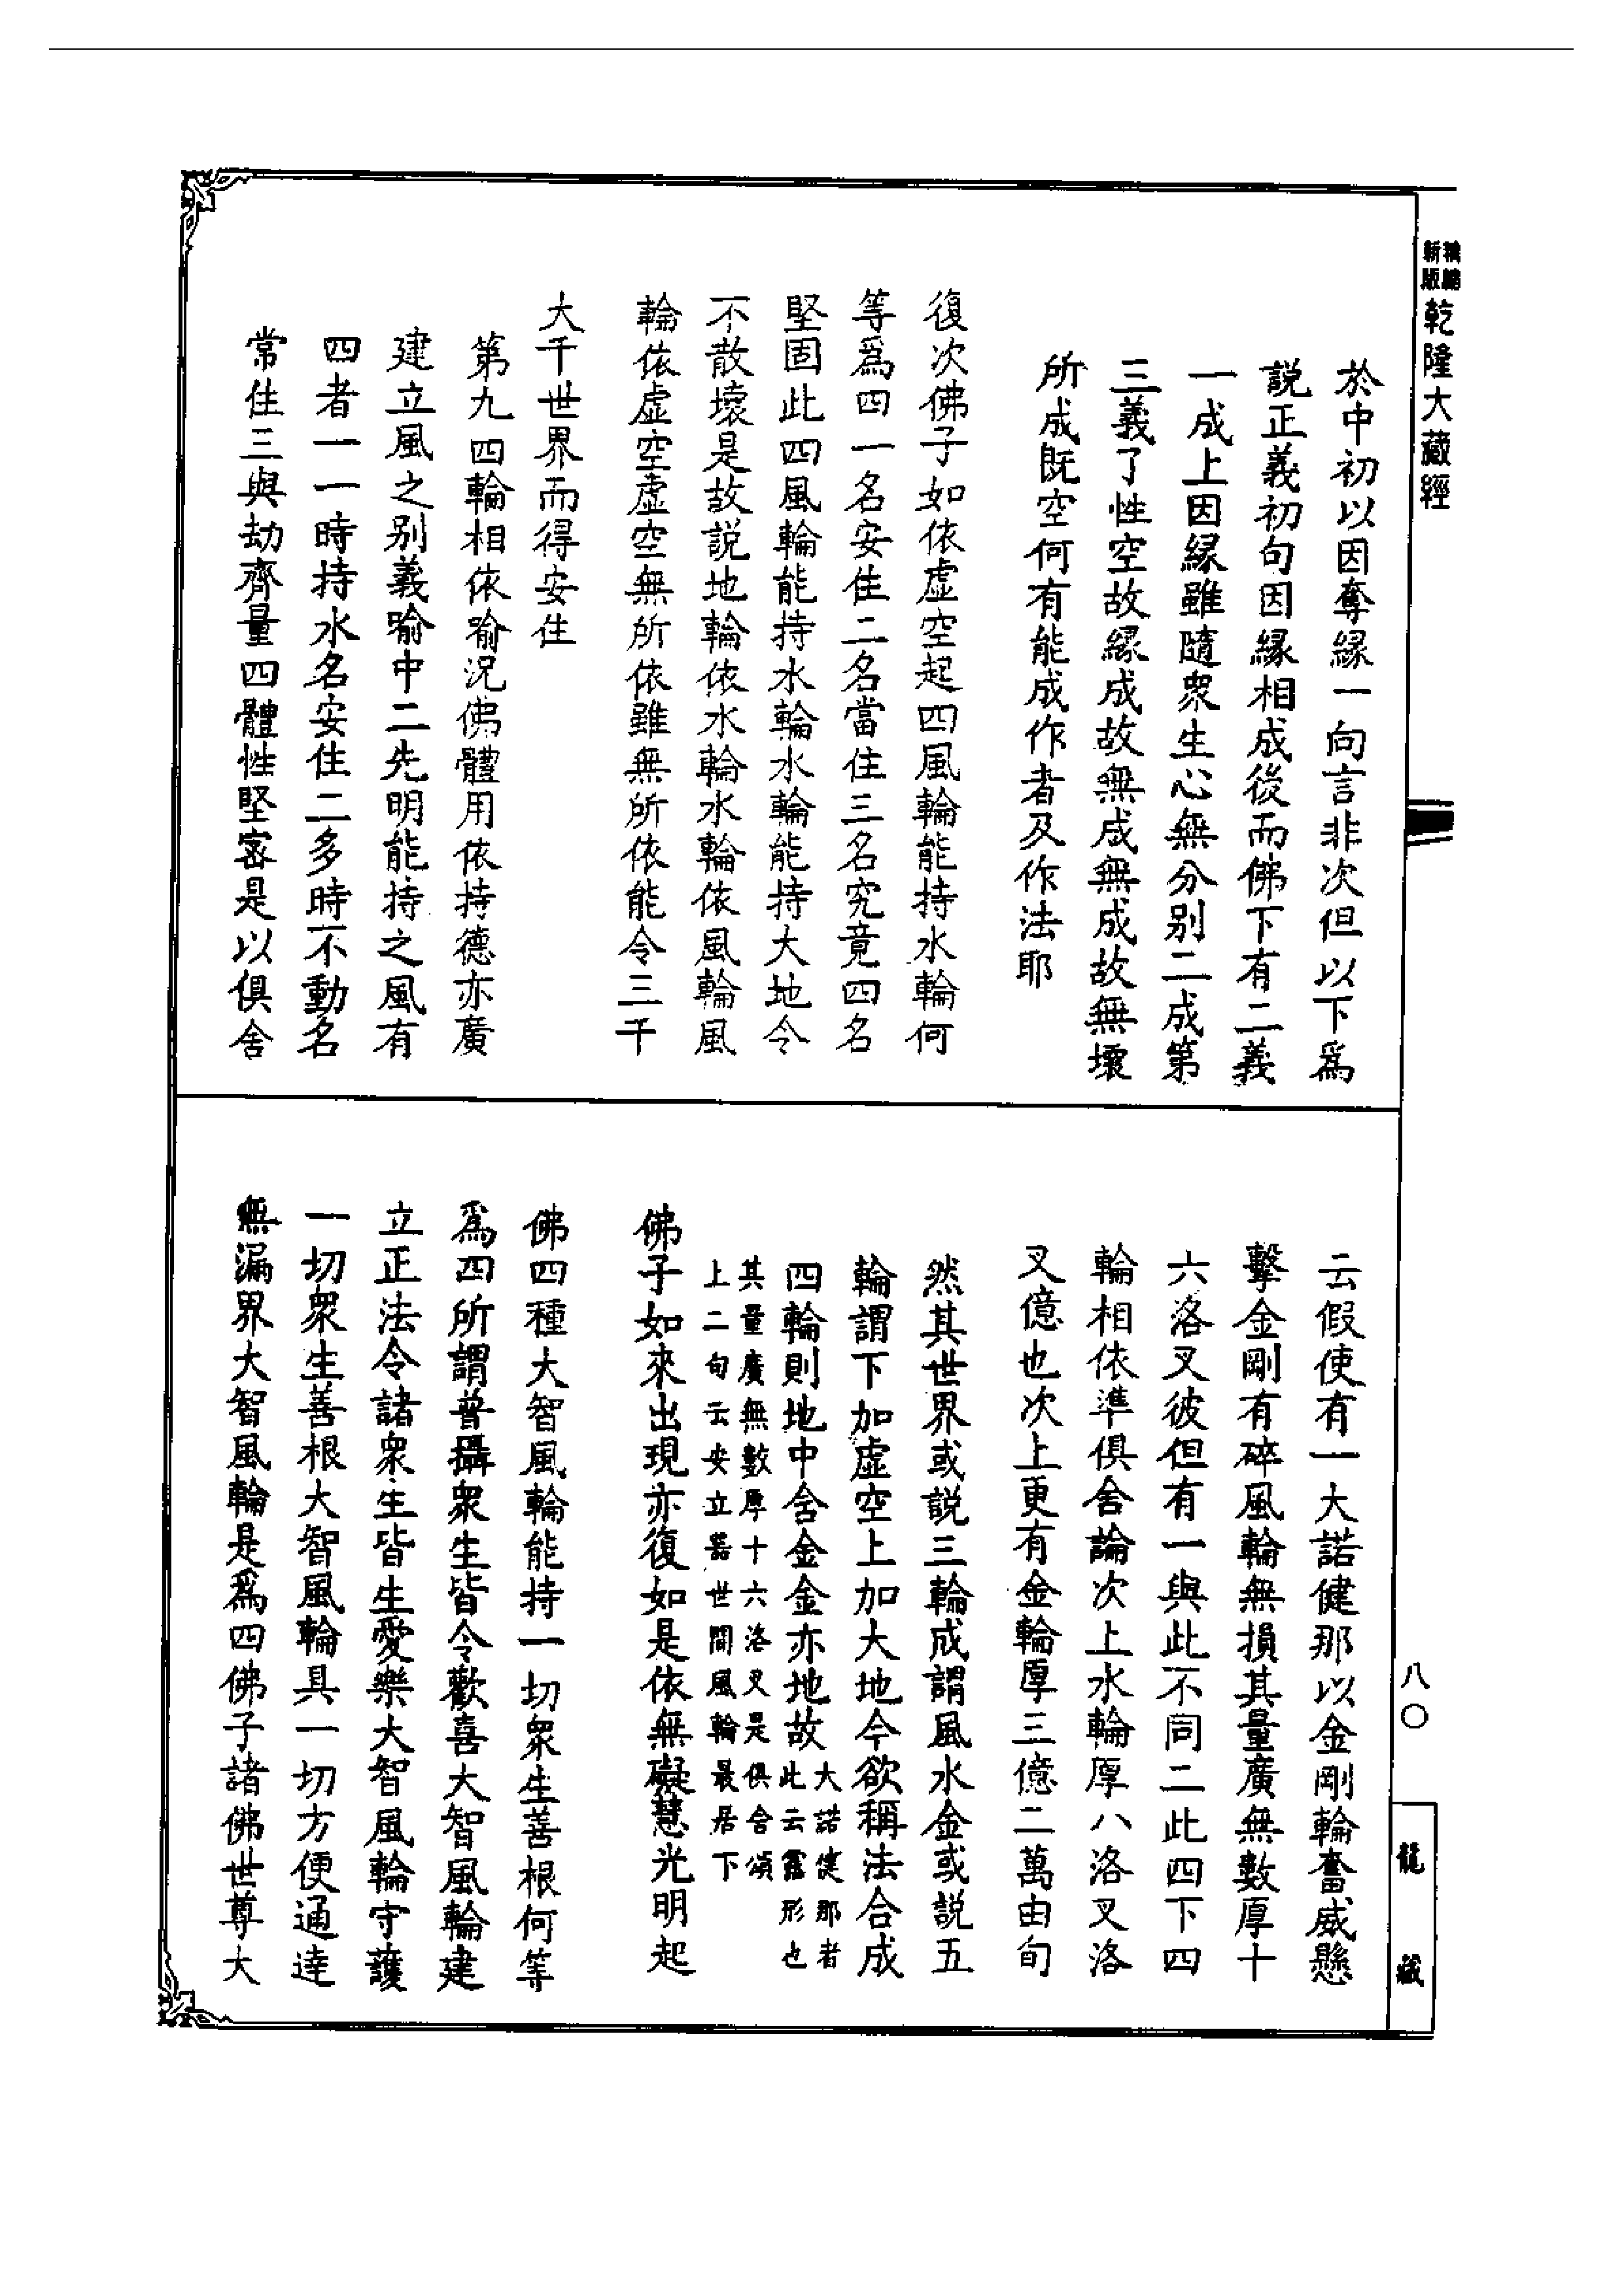 精編
新版
乾隆大藏經
於中初以因奪緣一向言非次但以下爲
説正義初句因緣相成後而佛下有二義
一成上因緣雖隨衆生心無分别二成第
三義了性空故緣成故無成無成故無壞
所成既空何有能成作者及作法耶
復次佛子如依虛空起四風輪能持水輪何
等爲四一名安住二名當住三名究竟四名
堅固此四風輪能持水輪水輪能持大地令
不散壞是故説地輪依水輪水輪依風輪風
輪依虛空虛空無所依雖無所依能令三千
大千世界而得安住
第九四輪相依喻況佛體用依持德亦廣
建立風之别義喻中二先明能持之風有
四者一一時持水名安住二多時不動名
常住三與劫齊量四體性堅密是以俱舍
云假使有一大諾健那以金剛輪奮威懸
擊金剛有碎風輪無損其量廣無數厚十
六洛叉彼但有一與此不同二此四下四
輪相依準俱舍論次上水輪厚八洛叉洛
叉億也次上更有金輪厚三億二萬由旬
然其世界或説三輪成謂風水金或説五
輪謂下加虛空上加大地今欲稱法合成
四輪則地中含金金亦地故大諾健那者
此云露形也
其量廣無數厚十六洛叉是俱舍頌
上二句云安立器世間風輪最居下
佛子如來出現亦復如是依無礙慧光明起
佛四種大智風輪能持一切衆生善根何等
爲四所謂普攝衆生皆令歡喜大智風輪建
立正法令諸衆生皆生愛樂大智風輪守護
一切衆生善根大智風輪具一切方便通達
無漏界大智風輪是爲四佛子諸佛世尊大
八〇
龍藏